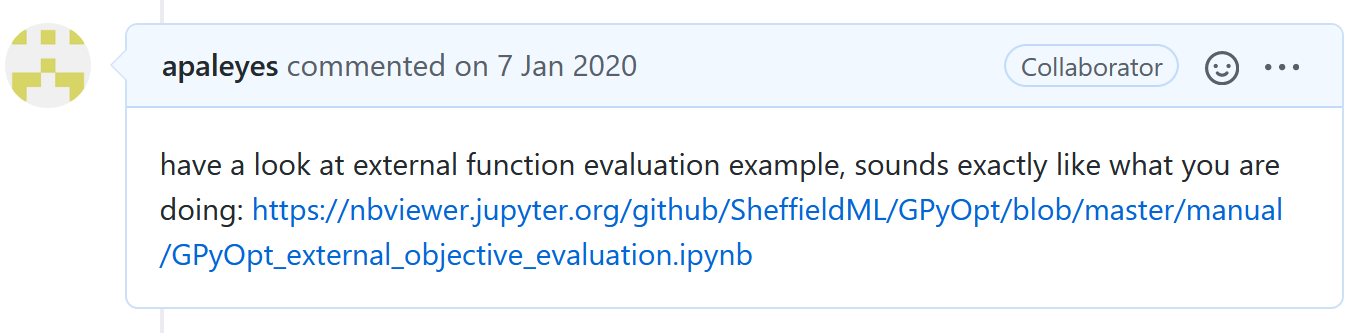 apaleyes commented on 7 Jan 2020 Collaborator
have a look at external function evaluation example, sounds exactly like what you are
doing: https://nbviewer.jupyter.org/github/SheffieldML/GPyOpt/blob/master/manual
/GPyOpt_external_objective_evaluation.ipynb